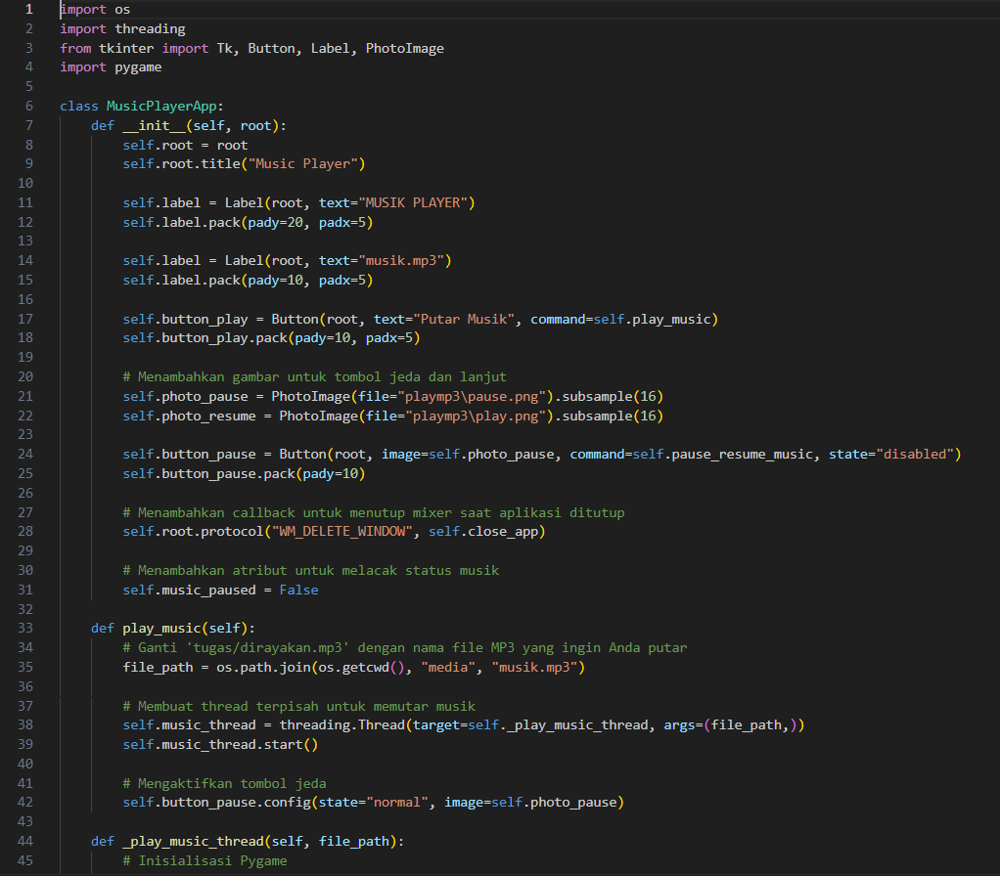 1 import os
2 import threading
3 from tkinter import Tk, Button, Label, PhotoImage
4 import pygame
5
6 class MusicPlayerApp:
7     def __init__(self, root):
8         self.root = root
9         self.root.title("Music Player")
10
11         self.label = Label(root, text="MUSIK PLAYER")
12         self.label.pack(pady=20, padx=5)
13
14         self.label = Label(root, text="musik.mp3")
15         self.label.pack(pady=10, padx=5)
16
17         self.button_play = Button(root, text="Putar Musik", command=self.play_music)
18         self.button_play.pack(pady=10, padx=5)
19
20         # Menambahkan gambar untuk tombol jeda dan lanjut
21         self.photo_pause = PhotoImage(file="playmp3\pause.png").subsample(16)
22         self.photo_resume = PhotoImage(file="playmp3\play.png").subsample(16)
23
24         self.button_pause = Button(root, image=self.photo_pause, command=self.pause_resume_music, state="disabled")
25         self.button_pause.pack(pady=10)
26
27         # Menambahkan callback untuk menutup mixer saat aplikasi ditutup
28         self.root.protocol("WM_DELETE_WINDOW", self.close_app)
29
30         # Menambahkan atribut untuk melacak status musik
31         self.music_paused = False
32
33     def play_music(self):
34         # Ganti 'tugas/dirayakan.mp3' dengan nama file MP3 yang ingin Anda putar
35         file_path = os.path.join(os.getcwd(), "media", "musik.mp3")
36
37         # Membuat thread terpisah untuk memutar musik
38         self.music_thread = threading.Thread(target=self._play_music_thread, args=(file_path,))
39         self.music_thread.start()
40
41         # Mengaktifkan tombol jeda
42         self.button_pause.config(state="normal", image=self.photo_pause)
43
44     def _play_music_thread(self, file_path):
45         # Inisialisasi Pygame